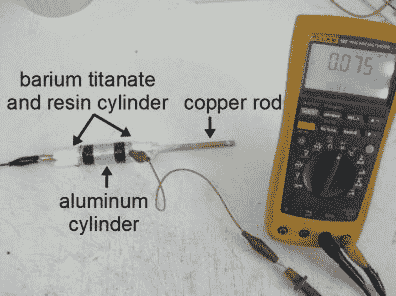 barium titanate
and resin cylinder
copper rod
aluminum
cylinder
0.075